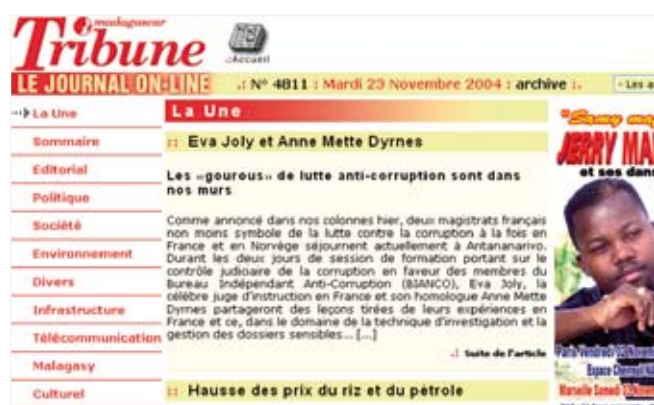 madagascar
Tribune
.:Accueil
LE JOURNAL ON-LINE
.: N° 4811 : Mardi 23 Novembre 2004 : archive :.
- Les a
La Une
Sommaire
Editorial
Politique
Société
Environnement
Divers
Infrastructure
Télécommunication
Malagasy
Culturel
La Une
:: Eva Joly et Anne Mette Dyrnes
Les «gourous» de lutte anti-corruption sont dans
nos murs
Comme annoncé dans nos colonnes hier, deux magistrats français
non moins symbole de la lutte contre la corruption à la fois en
France et en Norvège séjournent actuellement à Antananarivo.
Durant les deux jours de session de formation portant sur le
contrôle judiciaire de la corruption en faveur des membres du
Bureau Indépendant Anti-Corruption (BIANCO), Eva Joly, la
célèbre juge d'instruction en France et son homologue Anne Mette
Dyrnes partageront des leçons tirées de leurs expériences en
France et ce, dans le domaine de la technique d'investigation et la
gestion des dossiers sensibles... [...]
.: Suite de l'article
:: Hausse des prix du riz et du pétrole
"Samy
JERRY MA
et ses dans
Paris Vendredi
Espace
Marseille Samedi